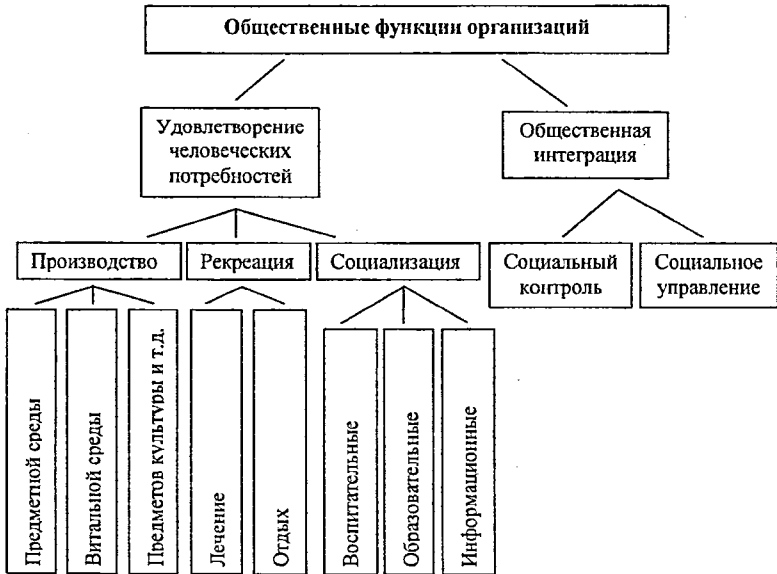 Общественные функции организаций
Удовлетворение
человеческих
потребностей
Общественная
интеграция
Производство
Рекреация
Социализация
Социальный
контроль
Социальное
управление
Предметной среды
Витальной среды
Предметов культуры и т.д.
Лечение
Отдых
Воспитательные
Образовательные
Информационные